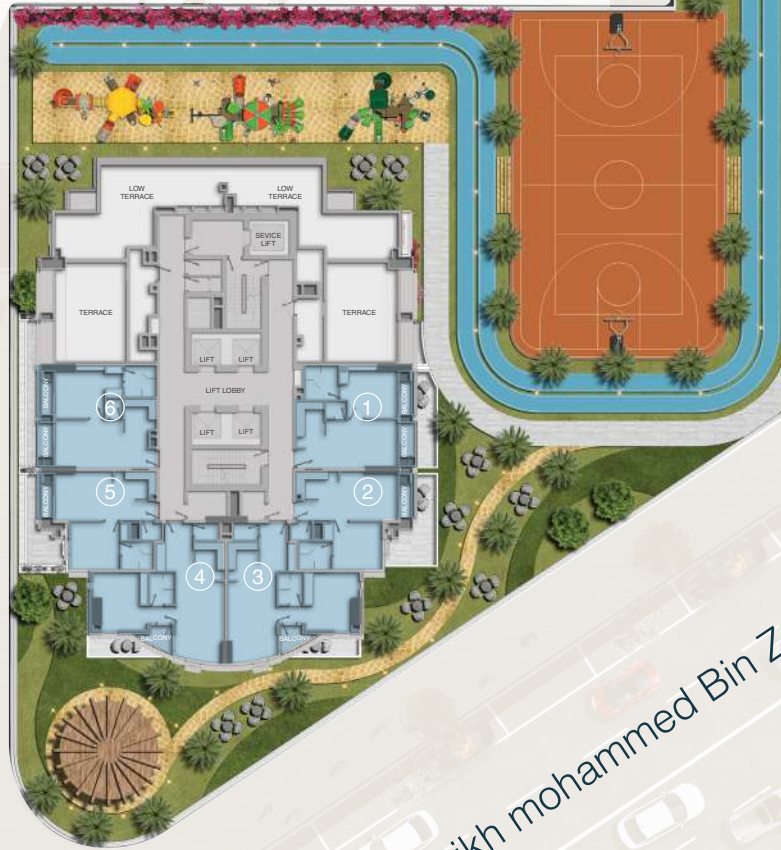 LOW
TERRACE
LOW
TERRACE
SEVICE
LIFT
TERRACE
TERRACE
LIFT
LIFT
LIFT LOBBY
BALCONY
6
1
BALCONY
LIFT
LIFT
BALCONY
BALCONY
BALCONY
5
2
BALCONY
4
3
BALCONY
BALCONY
mohammed Bin